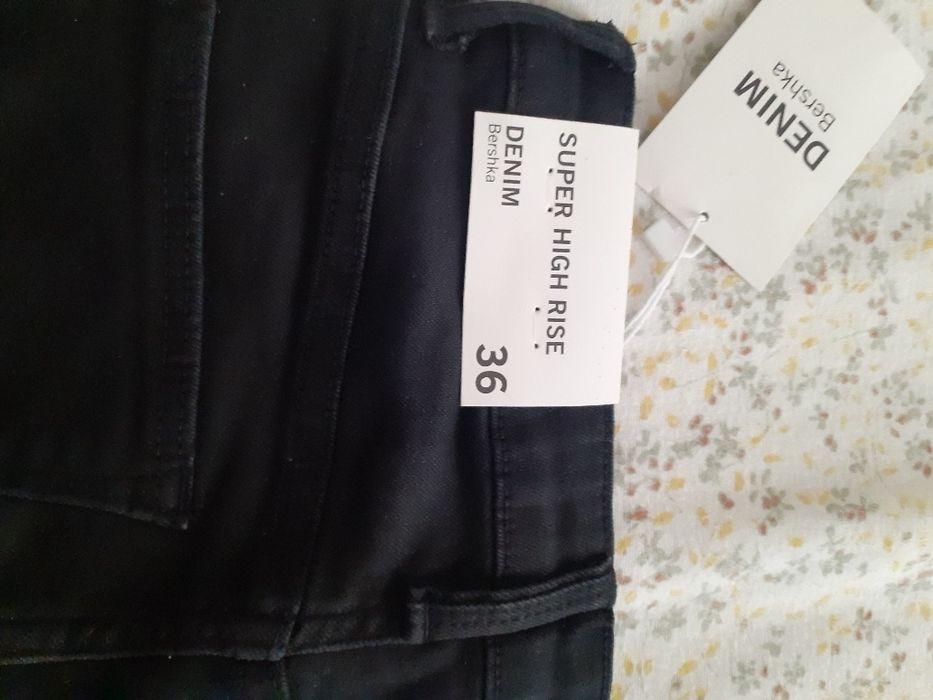 SUPER HIGH RISE
DENIM
Bershka
36
DENIM
Bershka